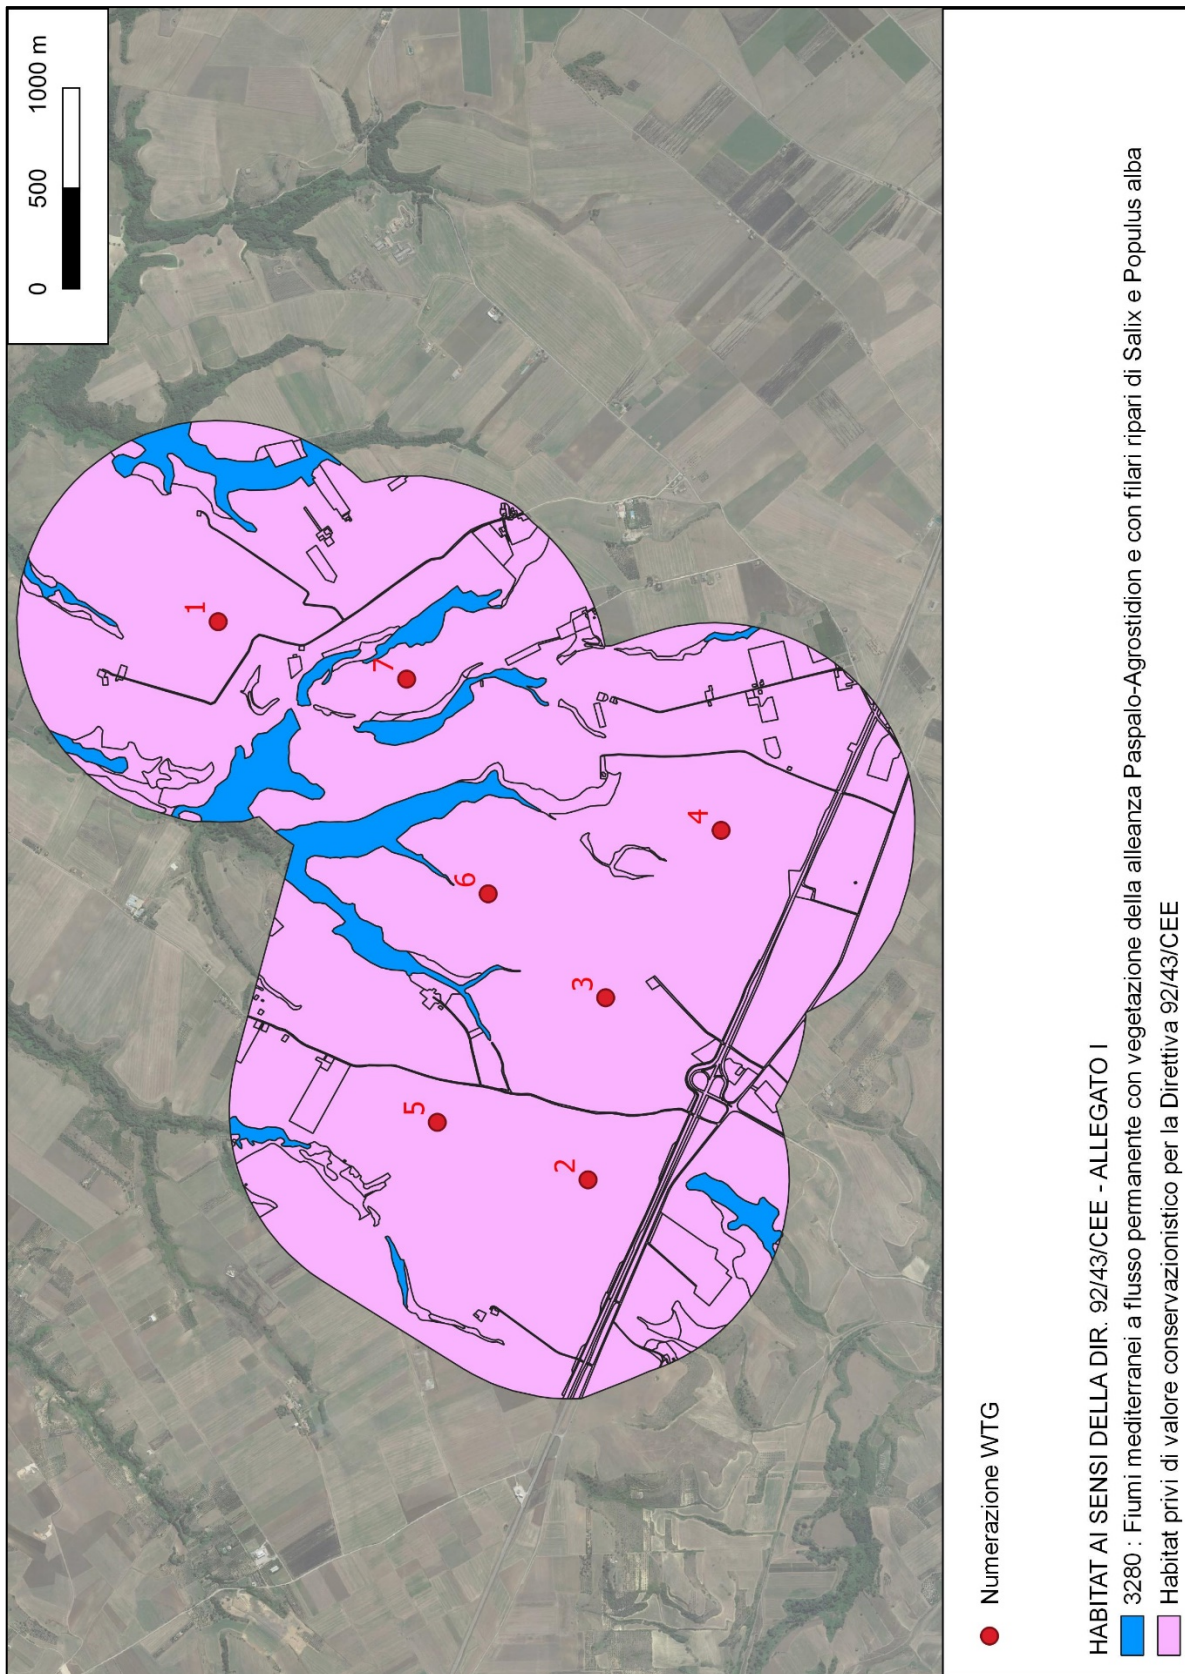 0 500 1000 m
1
7
4
6
3
5
2
Numerazione WTG
HABITAT AI SENSI DELLA DIR. 92/43/CEE - ALLEGATO I
3280 : Fiumi mediterranei a flusso permanente con vegetazione della alleanza Paspalo-Agrostidion e con filari ripari di Salix e Populus alba
Habitat privi di valore conservazionistico per la Direttiva 92/43/CEE